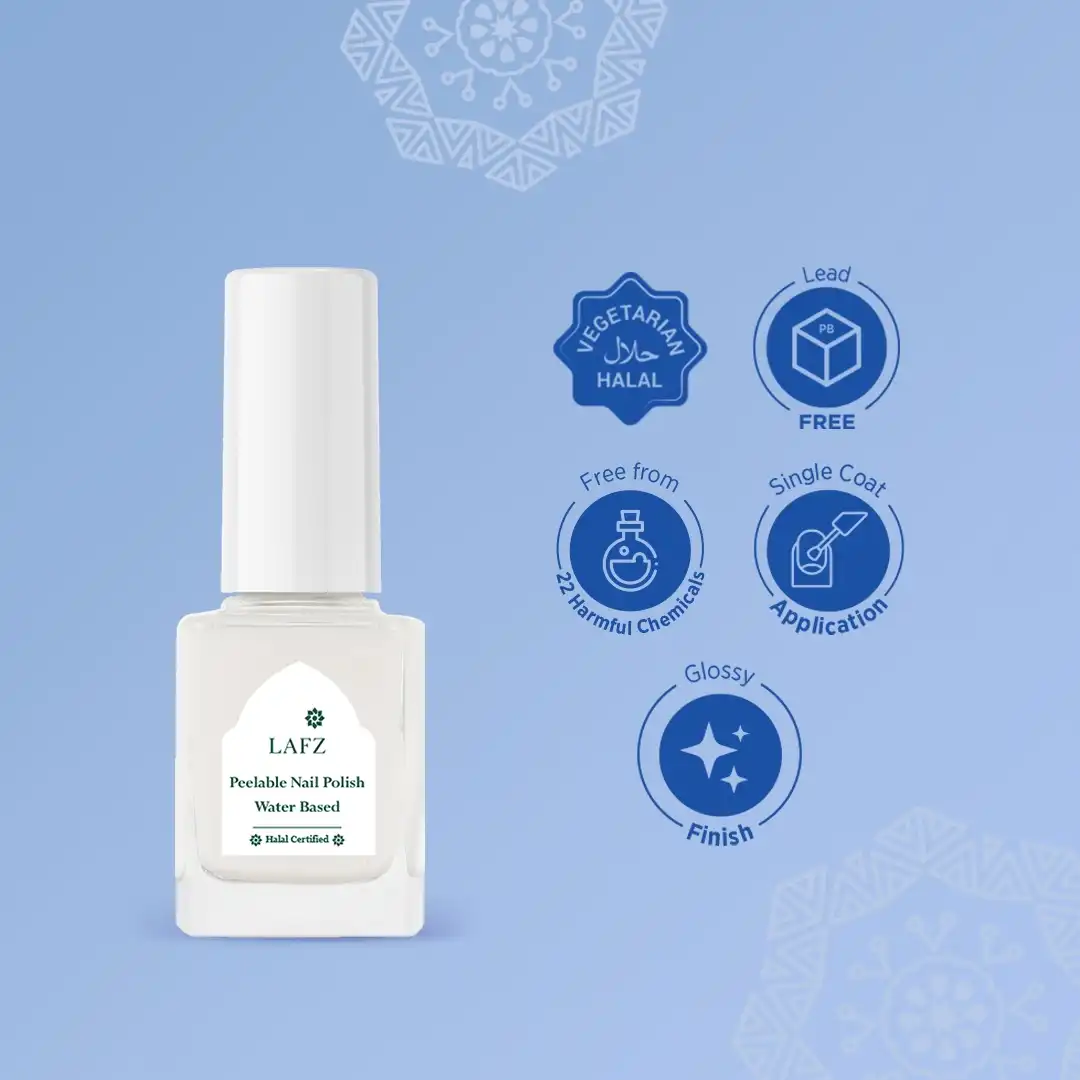 LAFZ
Peelable Nail Polish
Water Based
Halal Certified
VEGETARIAN
حلال
HALAL
Lead
PB
FREE
Free from
22 Harmful Chemicals
Single Coat
Application
Glossy
Finish